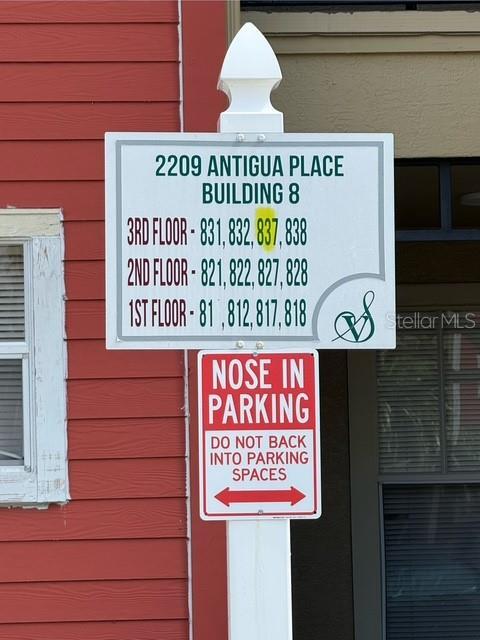 2209 ANTIGUA PLACE
BUILDING 8
3RD FLOOR - 831, 832, 837, 838
2ND FLOOR - 821, 822, 827, 828
1ST FLOOR - 81 , 812, 817, 818
VS
Stellar MLS
NOSE IN
PARKING
DO NOT BACK
INTO PARKING
SPACES